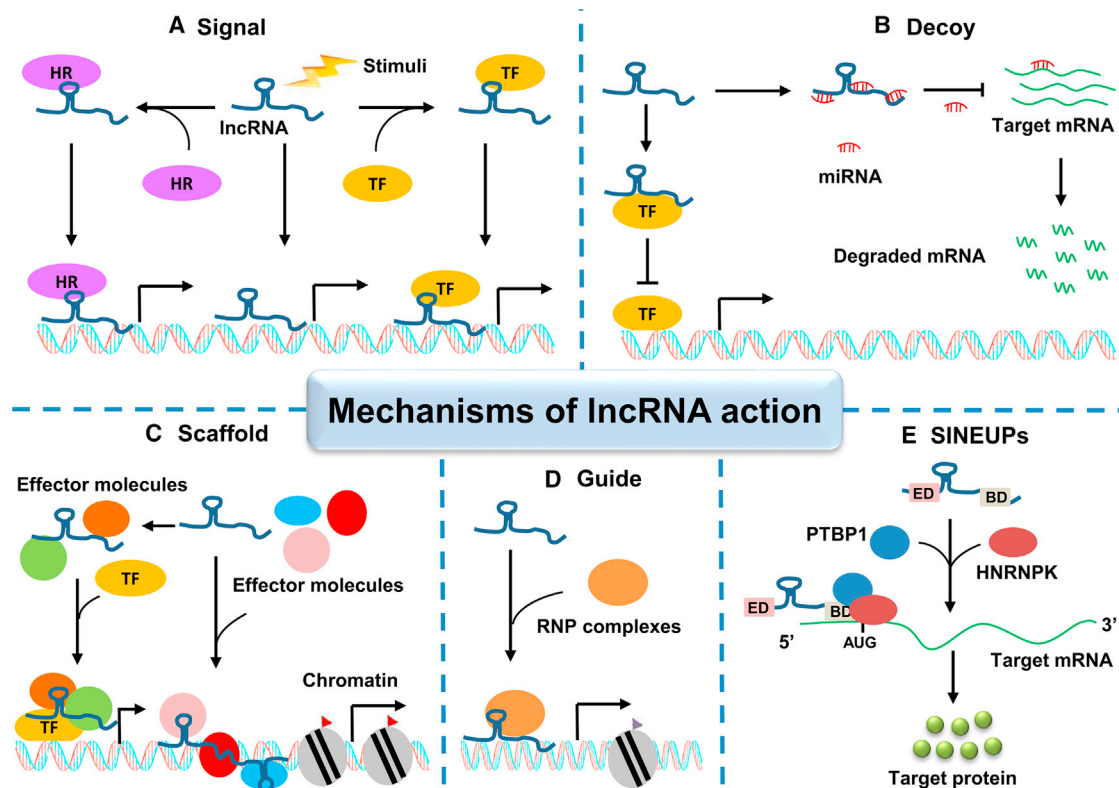 A Signal
HR
Stimuli
TF
lncRNA
HR
TF
HR
TF
B Decoy
Target mRNA
miRNA
TF
Degraded mRNA
TF
Mechanisms of lncRNA action
C Scaffold
Effector molecules
TF
Effector molecules
Chromatin
TF
D Guide
RNP complexes
E SINEUPs
ED
BD
PTBP1
HNRNPK
ED
BD
5’
AUG
3’
Target mRNA
Target protein